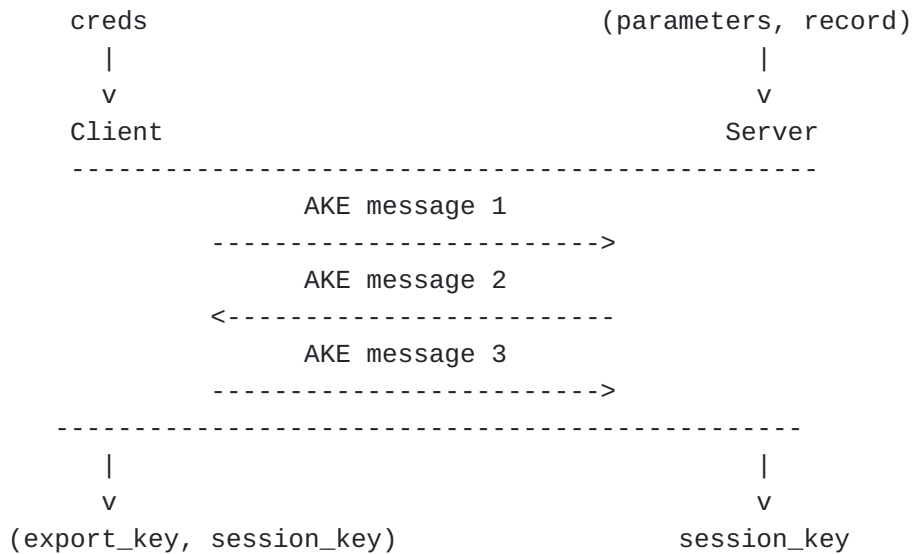 creds (parameters, record)
| |
v v
Client Server
------------------------------------------------
AKE message 1
------------------------->
AKE message 2
<-------------------------
AKE message 3
------------------------->
------------------------------------------------
| |
v v
(export_key, session_key) session_key